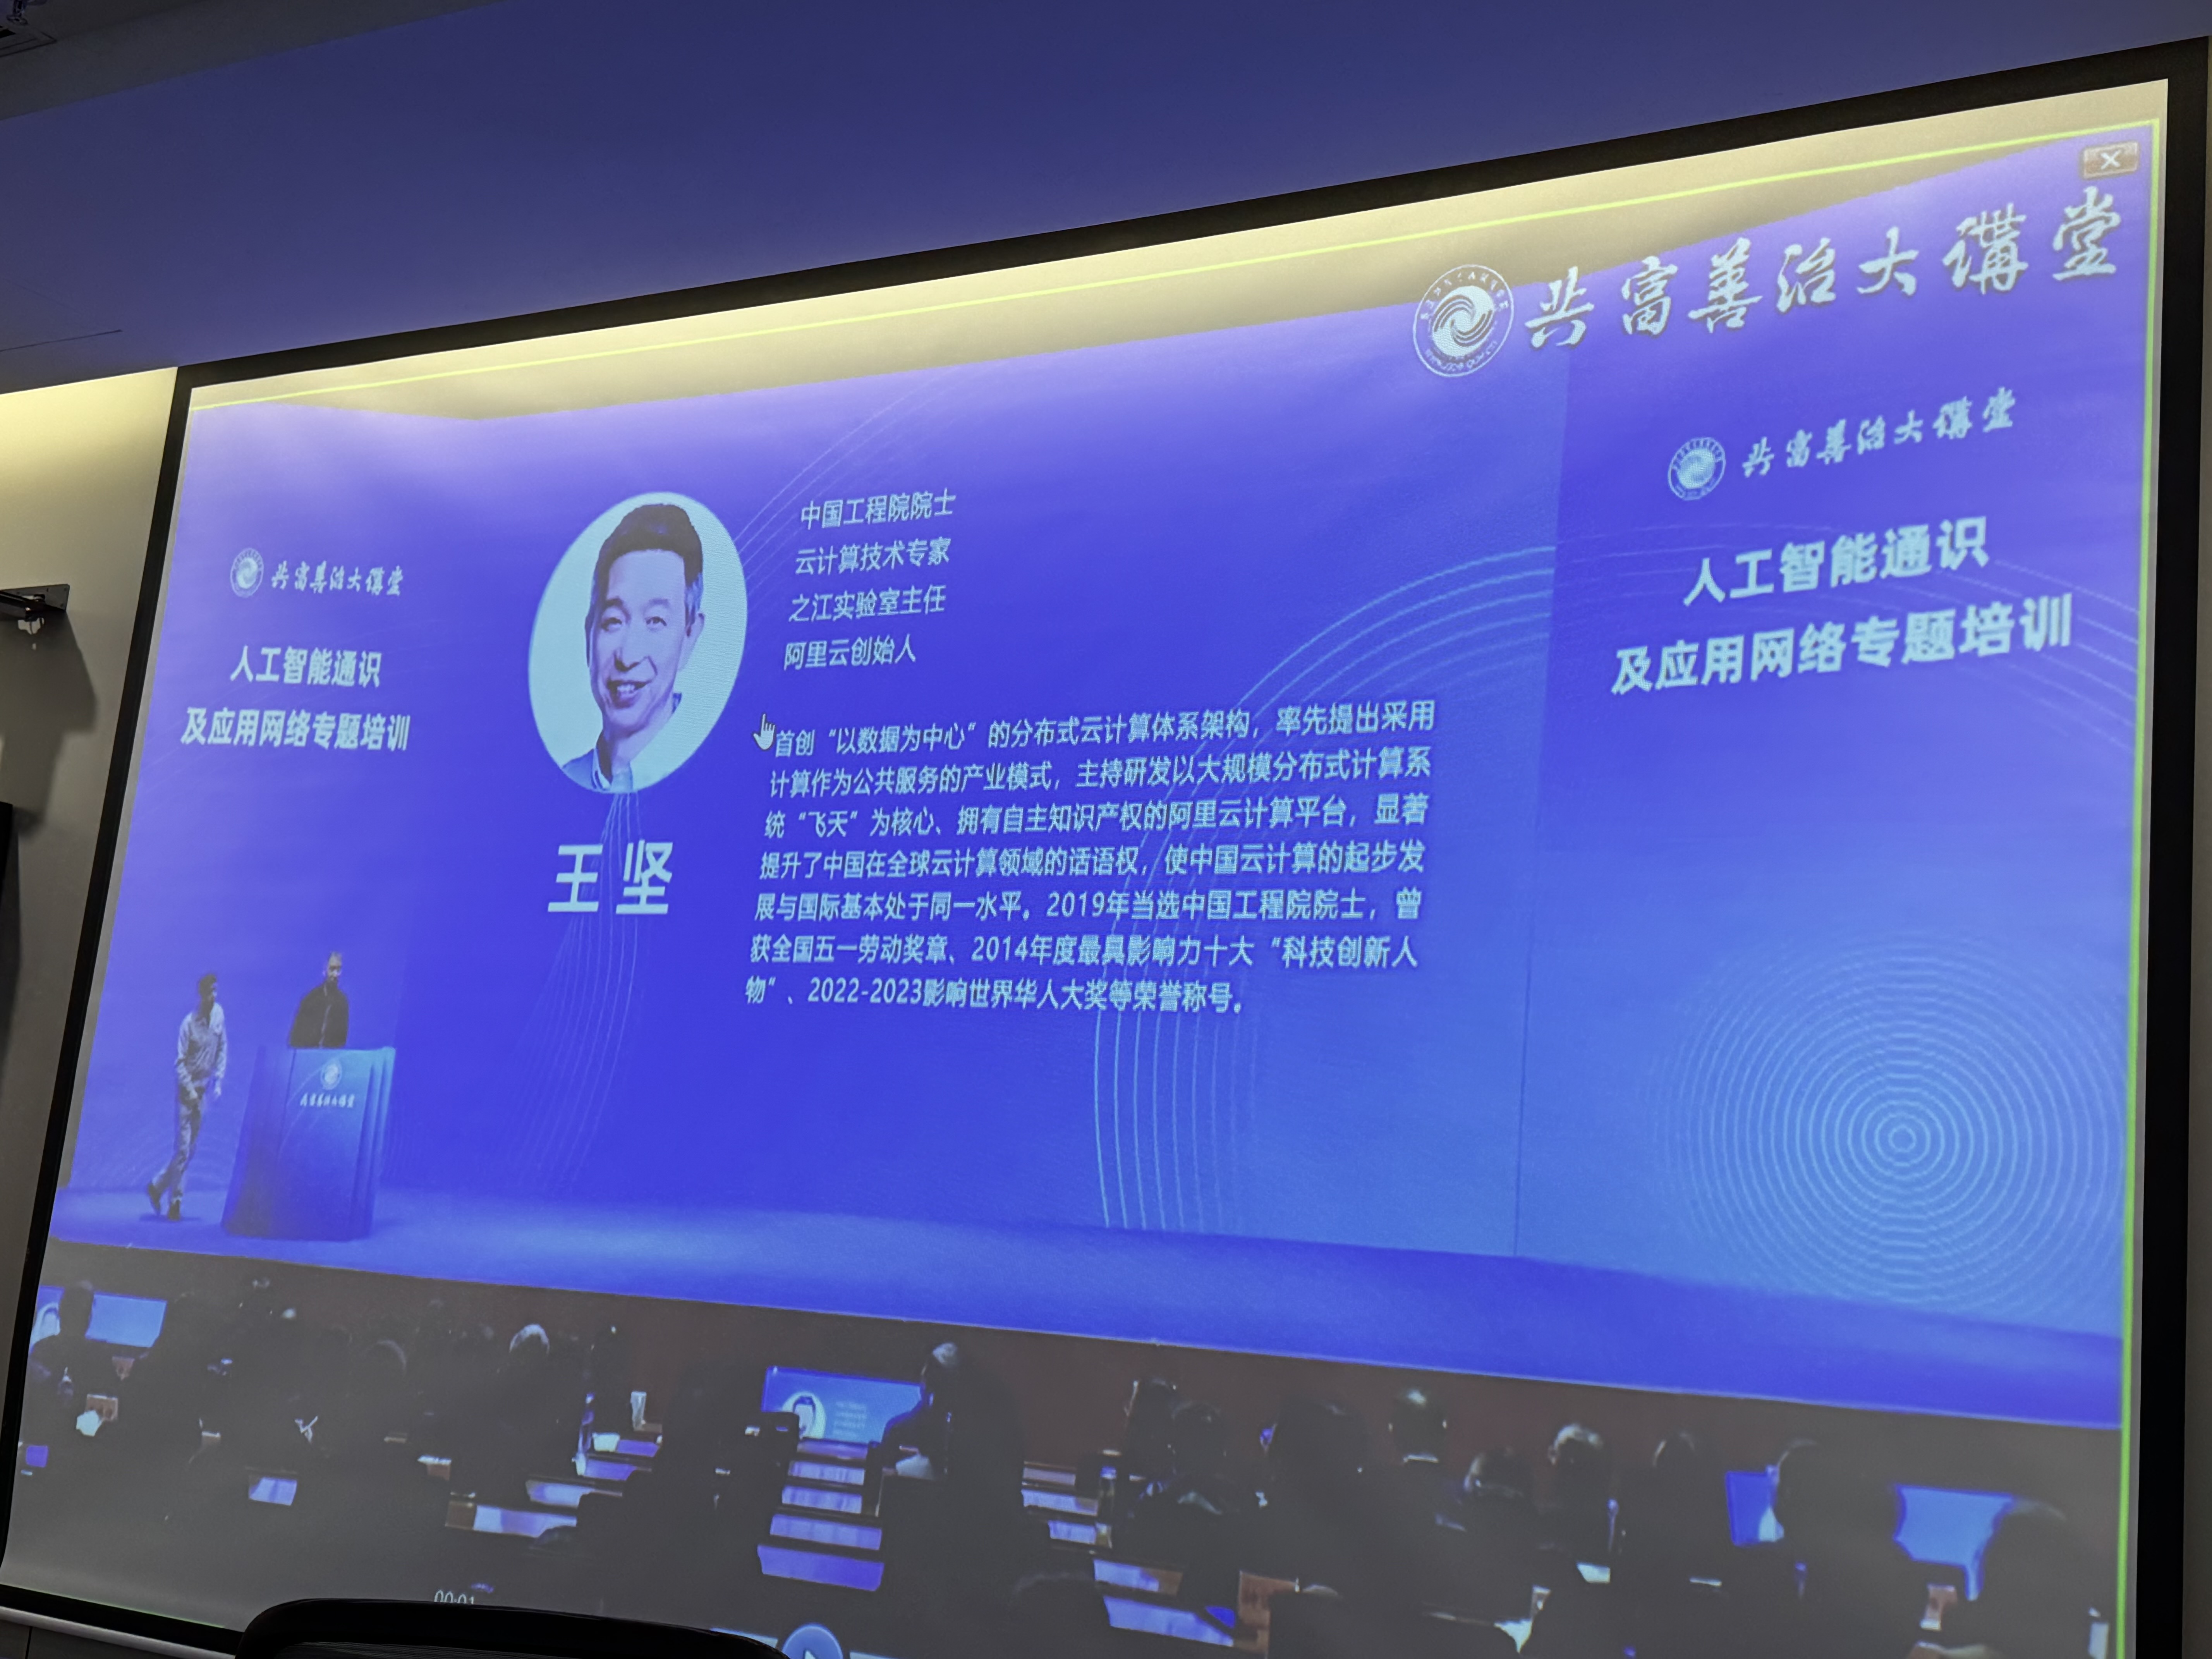 共富善治大講堂
共富善治大講堂
人工智能通识
及应用网络专题培训
共富善治大講堂
人工智能通识
及应用网络专题培训
王坚
中国工程院院士
云计算技术专家
之江实验室主任
阿里云创始人
首创“以数据为中心”的分布式云计算体系架构，率先提出采用
计算作为公共服务的产业模式，主持研发以大规模分布式计算系
统“飞天”为核心、拥有自主知识产权的阿里云计算平台，显著
提升了中国在全球云计算领域的话语权，使中国云计算的起步发
展与国际基本处于同一水平。2019年当选中国工程院院士，曾
获全国五一劳动奖章、2014年度最具影响力十大“科技创新人
物”、2022-2023影响世界华人大奖等荣誉称号。
共富善治大講堂
00:01